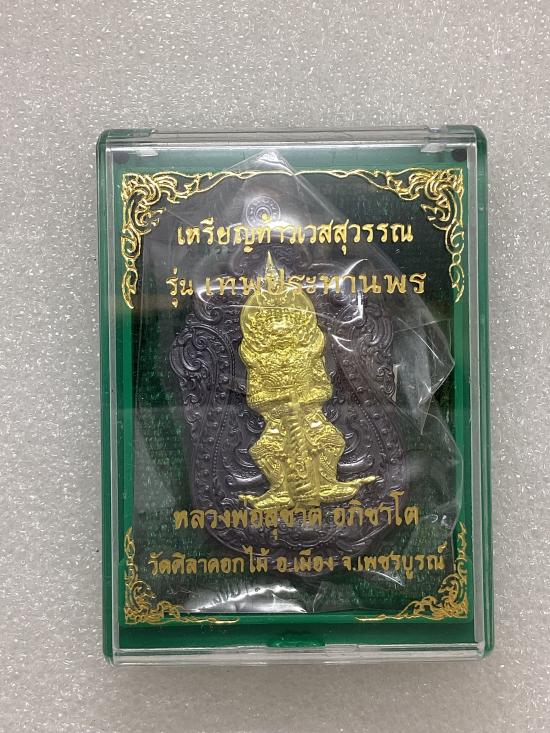 เหรียญท้าวเวสสุวรรณ
รุ่น เทพประทานพร
หลวงพ่อสุชาติ อภิชาโต
วัดศิลาดอกไม้ อ.เมือง จ.เพชรบูรณ์